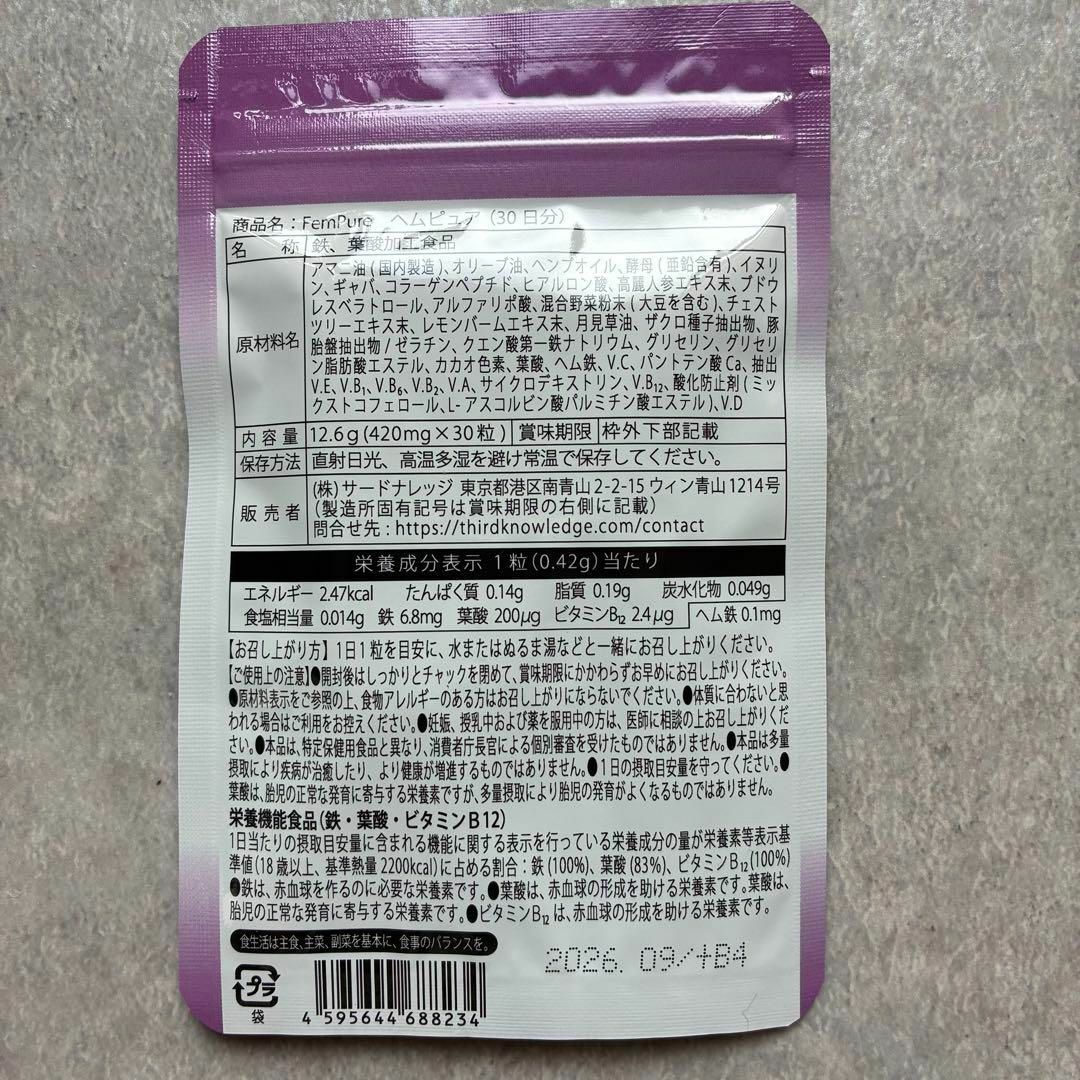 商品名：FemPure ヘムピュア（30日分）
名称 鉄、葉酸加工食品
原材料名
アマニ油(国内製造)、オリーブ油、ヘンプオイル、酵母(亜鉛含有)、イヌリ
ン、ギャバ、コラーゲンペプチド、ヒアルロン酸、高麗人参エキス末、ブドウ
レスベラトロール、アルファリポ酸、混合野菜粉末(大豆を含む)、チェスト
ツリーエキス末、レモンバームエキス末、月見草油、ザクロ種子抽出物、豚
胎盤抽出物/ゼラチン、クエン酸第一鉄ナトリウム、グリセリン、グリセリ
ン脂肪酸エステル、カカオ色素、葉酸、ヘム鉄、V.C、パントテン酸Ca、抽出
V.E、V.B₁、V.B₆、V.B₂、V.A、サイクロデキストリン、V.B₁₂、酸化防止剤(ミッ
クストコフェロール、L-アスコルビン酸パルミチン酸エステル)、V.D
内容量 12.6g(420mg×30粒) 賞味期限 枠外下部記載
保存方法 直射日光、高温多湿を避け常温で保存してください。
販売者
(株)サードナレッジ 東京都港区南青山2-2-15ウィン青山1214号
（製造所固有記号は賞味期限の右側に記載）
問合せ先：https://thirdknowledge.com/contact
栄養成分表示 1粒(0.42g)当たり
エネルギー 2.47kcal たんぱく質 0.14g 脂質 0.19g 炭水化物 0.049g
食塩相当量 0.014g 鉄 6.8mg 葉酸 200μg ビタミンB₁₂ 2.4μg ヘム鉄 0.1mg
【お召し上がり方】1日1粒を目安に、水またはぬるま湯などと一緒にお召し上がりください。
【ご使用上の注意】●開封後はしっかりとチャックを閉めて、賞味期限にかかわらずお早めにお召し上がりください。
●原材料表示をご参照の上、食物アレルギーのある方はお召し上がりにならないでください。●体質に合わないと思
われる場合はご利用をお控えください。●妊娠、授乳中および薬を服用中の方は、医師に相談の上お召し上がりくだ
さい。●本品は、特定保健用食品と異なり、消費者庁長官による個別審査を受けたものではありません。●本品は多量
摂取により疾病が治癒したり、より健康が増進するものではありません。●1日の摂取目安量を守ってください。●
葉酸は、胎児の正常な発育に寄与する栄養素ですが、多量摂取により胎児の発育がよくなるものではありません。
栄養機能食品(鉄・葉酸・ビタミンB12)
1日当たりの摂取目安量に含まれる機能に関する表示を行っている栄養成分の量が栄養素等表示基
準値(18歳以上、基準熱量2200kcal)に占める割合：鉄(100%)、葉酸(83%)、ビタミンB₁₂(100%)
●鉄は、赤血球を作るのに必要な栄養素です。●葉酸は、赤血球の形成を助ける栄養素です。葉酸は、
胎児の正常な発育に寄与する栄養素です。●ビタミンB₁₂は、赤血球の形成を助ける栄養素です。
食生活は主食、主菜、副菜を基本に、食事のバランスを。
2026. 09/+B4
プラ
袋
4 595644 688234